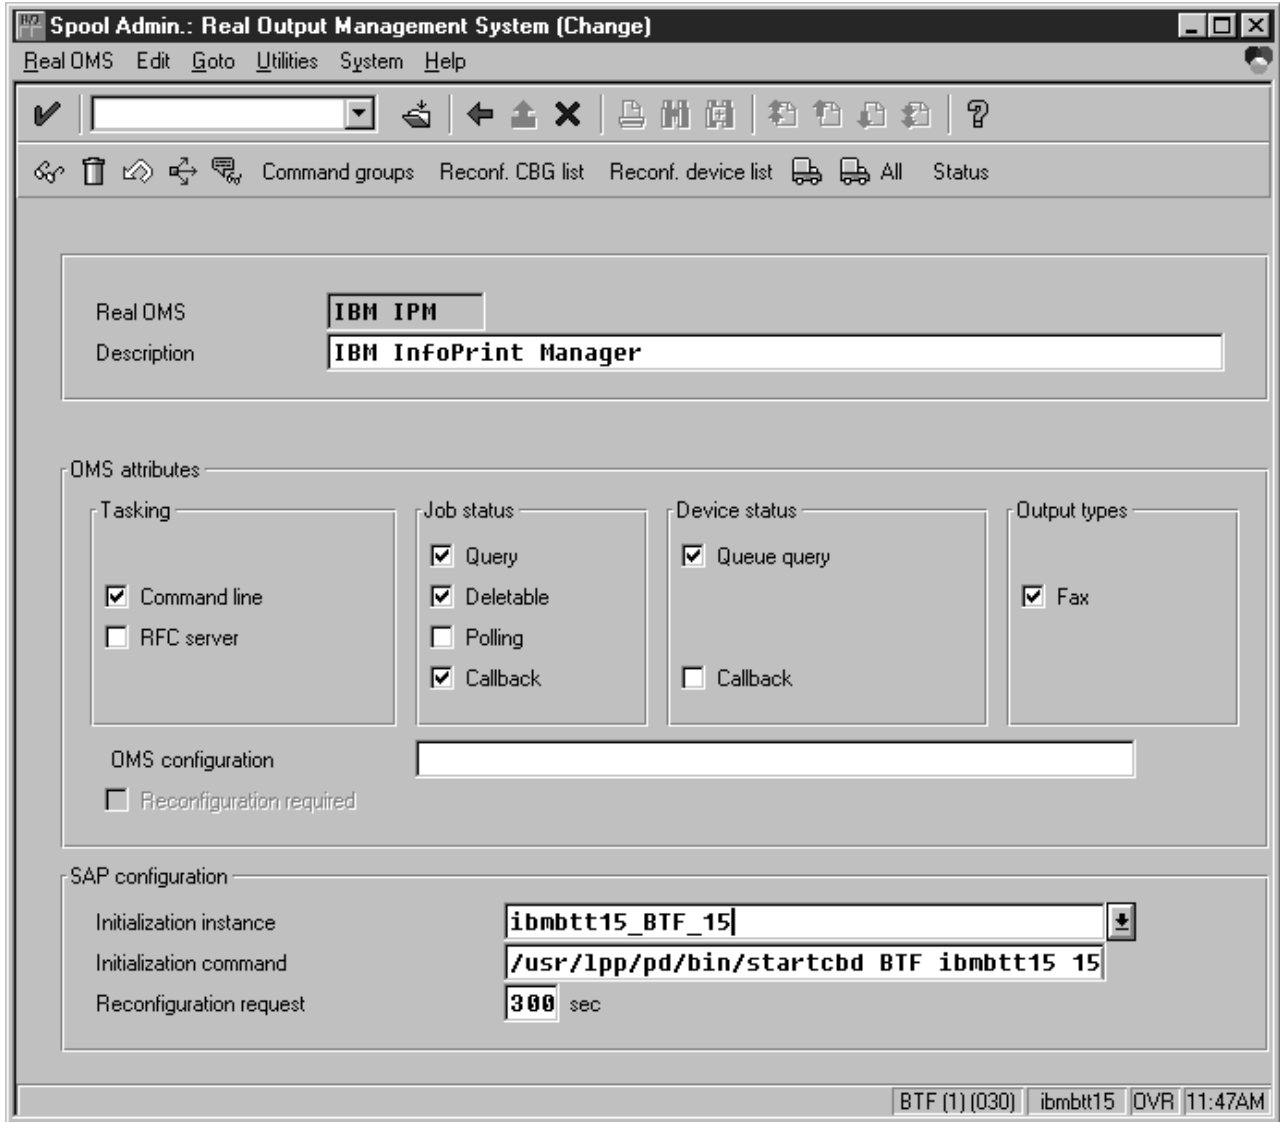 Spool Admin.: Real Output Management System (Change)
Real OMS Edit Goto Utilities System Help
Command groups Reconf. CBG list Reconf. device list All Status
Real OMS IBM IPM
Description IBM InfoPrint Manager
OMS attributes
Tasking Job status Device status Output types
Query Queue query
Command line Deletable Fax
RFC server Polling
Callback Callback
OMS configuration
Reconfiguration required
SAP configuration
Initialization instance ibmbtt15_BTF_15
Initialization command /usr/lpp/pd/bin/startcbd BTF ibmbtt15 15
Reconfiguration request 300 sec
BTF (1) (030) ibmbtt15 OVR 11:47AM